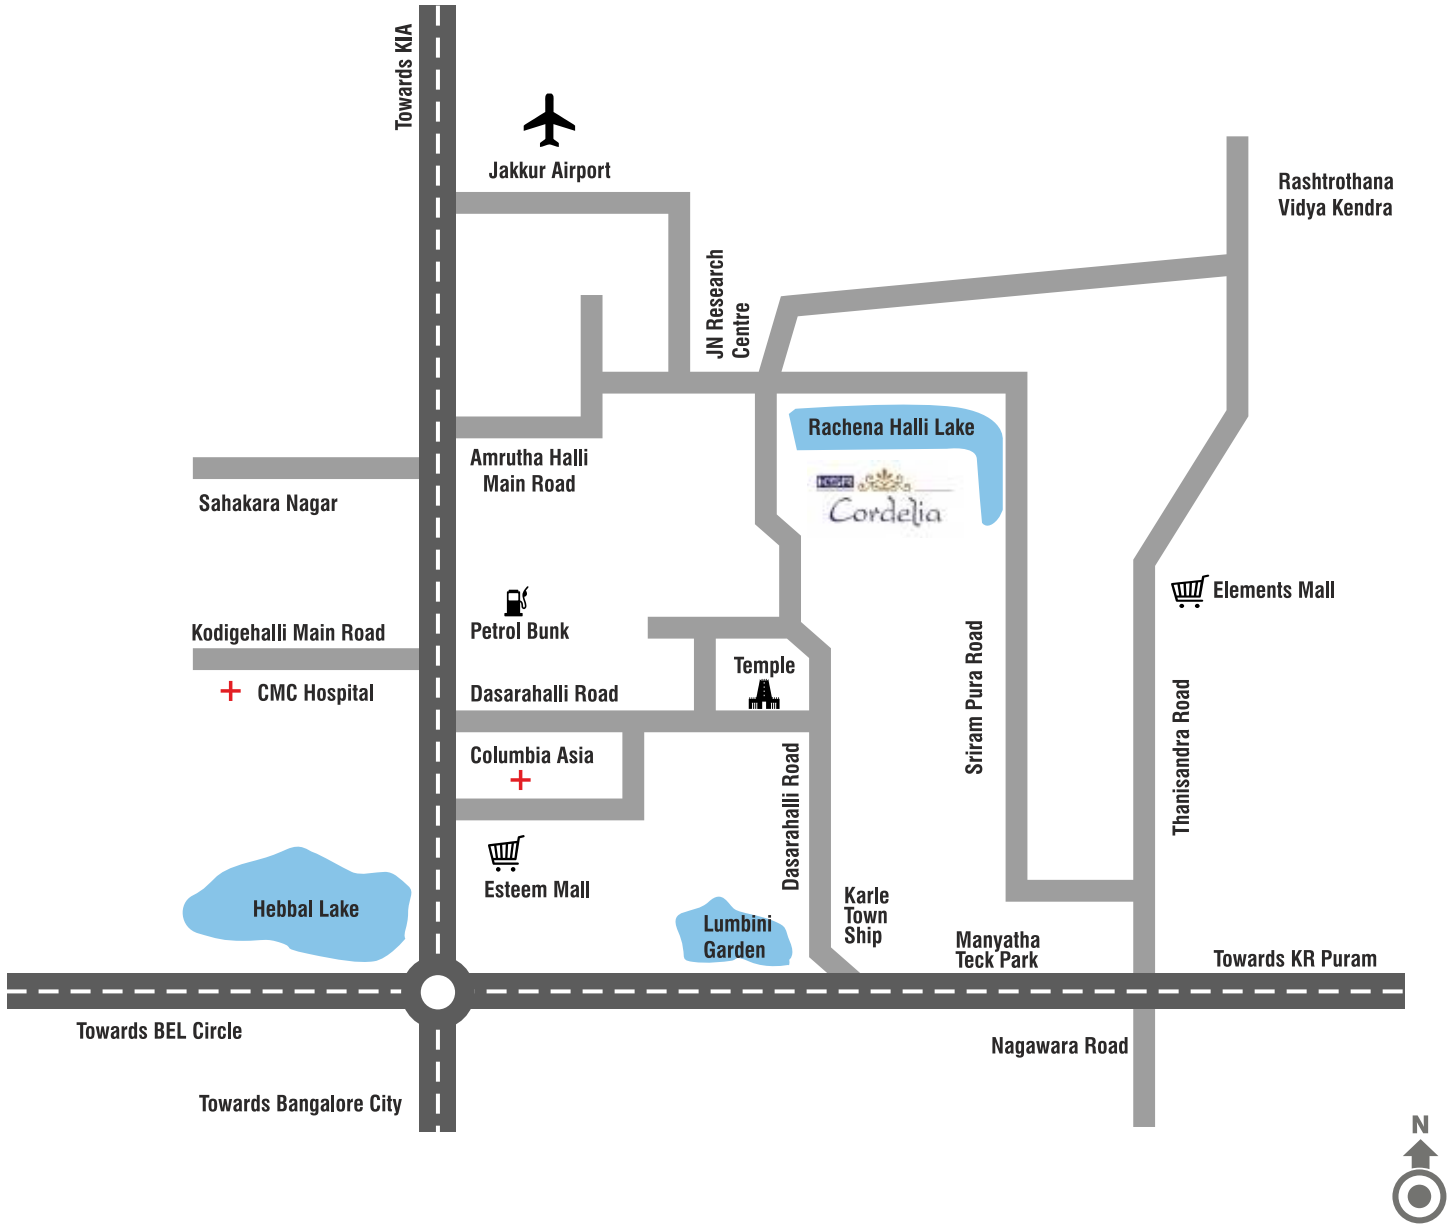 Towards KIA
Jakkur Airport
Rashtrothana
Vidya Kendra
JN Research
Centre
Rachena Halli Lake
Amrutha Halli
Main Road
Sahakara Nagar
Cordelia
Elements Mall
Petrol Bunk
Kodigehalli Main Road
Temple
Sriram Pura Road
CMC Hospital
Dasarahalli Road
Thanisandra Road
Columbia Asia
Dasarahalli Road
Esteem Mall
Hebbal Lake
Karle
Town
Ship
Lumbini
Garden
Manyatha
Teck Park
Towards KR Puram
Towards BEL Circle
Nagawara Road
Towards Bangalore City
N